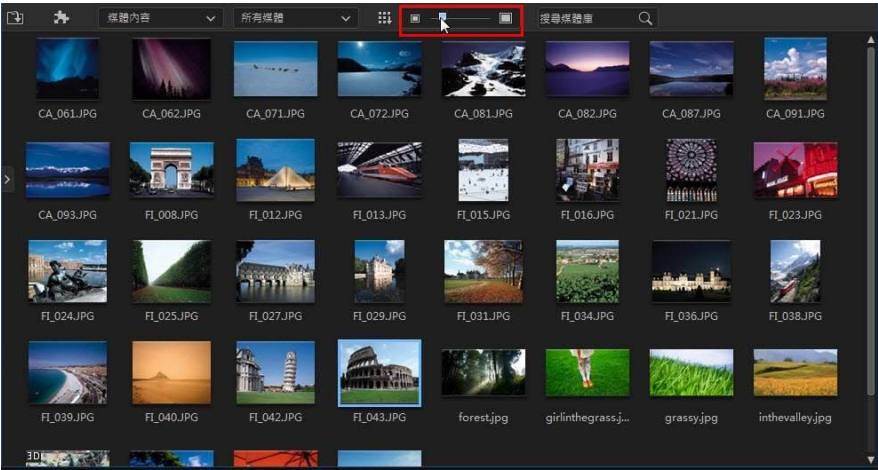 媒體內容 所有媒體 搜尋媒體庫
CA_061.JPG CA_062.JPG CA_071.JPG CA_072.JPG CA_081.JPG CA_082.JPG CA_087.JPG CA_091.JPG
CA_093.JPG FI_008.JPG FI_012.JPG FI_013.JPG FI_015.JPG FI_016.JPG FI_021.JPG FI_023.JPG
FI_024.JPG FI_025.JPG FI_027.JPG FI_029.JPG FI_031.JPG FI_034.JPG FI_036.JPG FI_038.JPG
FI_039.JPG FI_040.JPG FI_042.JPG FI_043.JPG forest.jpg girlinthegrass.j... grassy.jpg inthevalley.jpg
3D